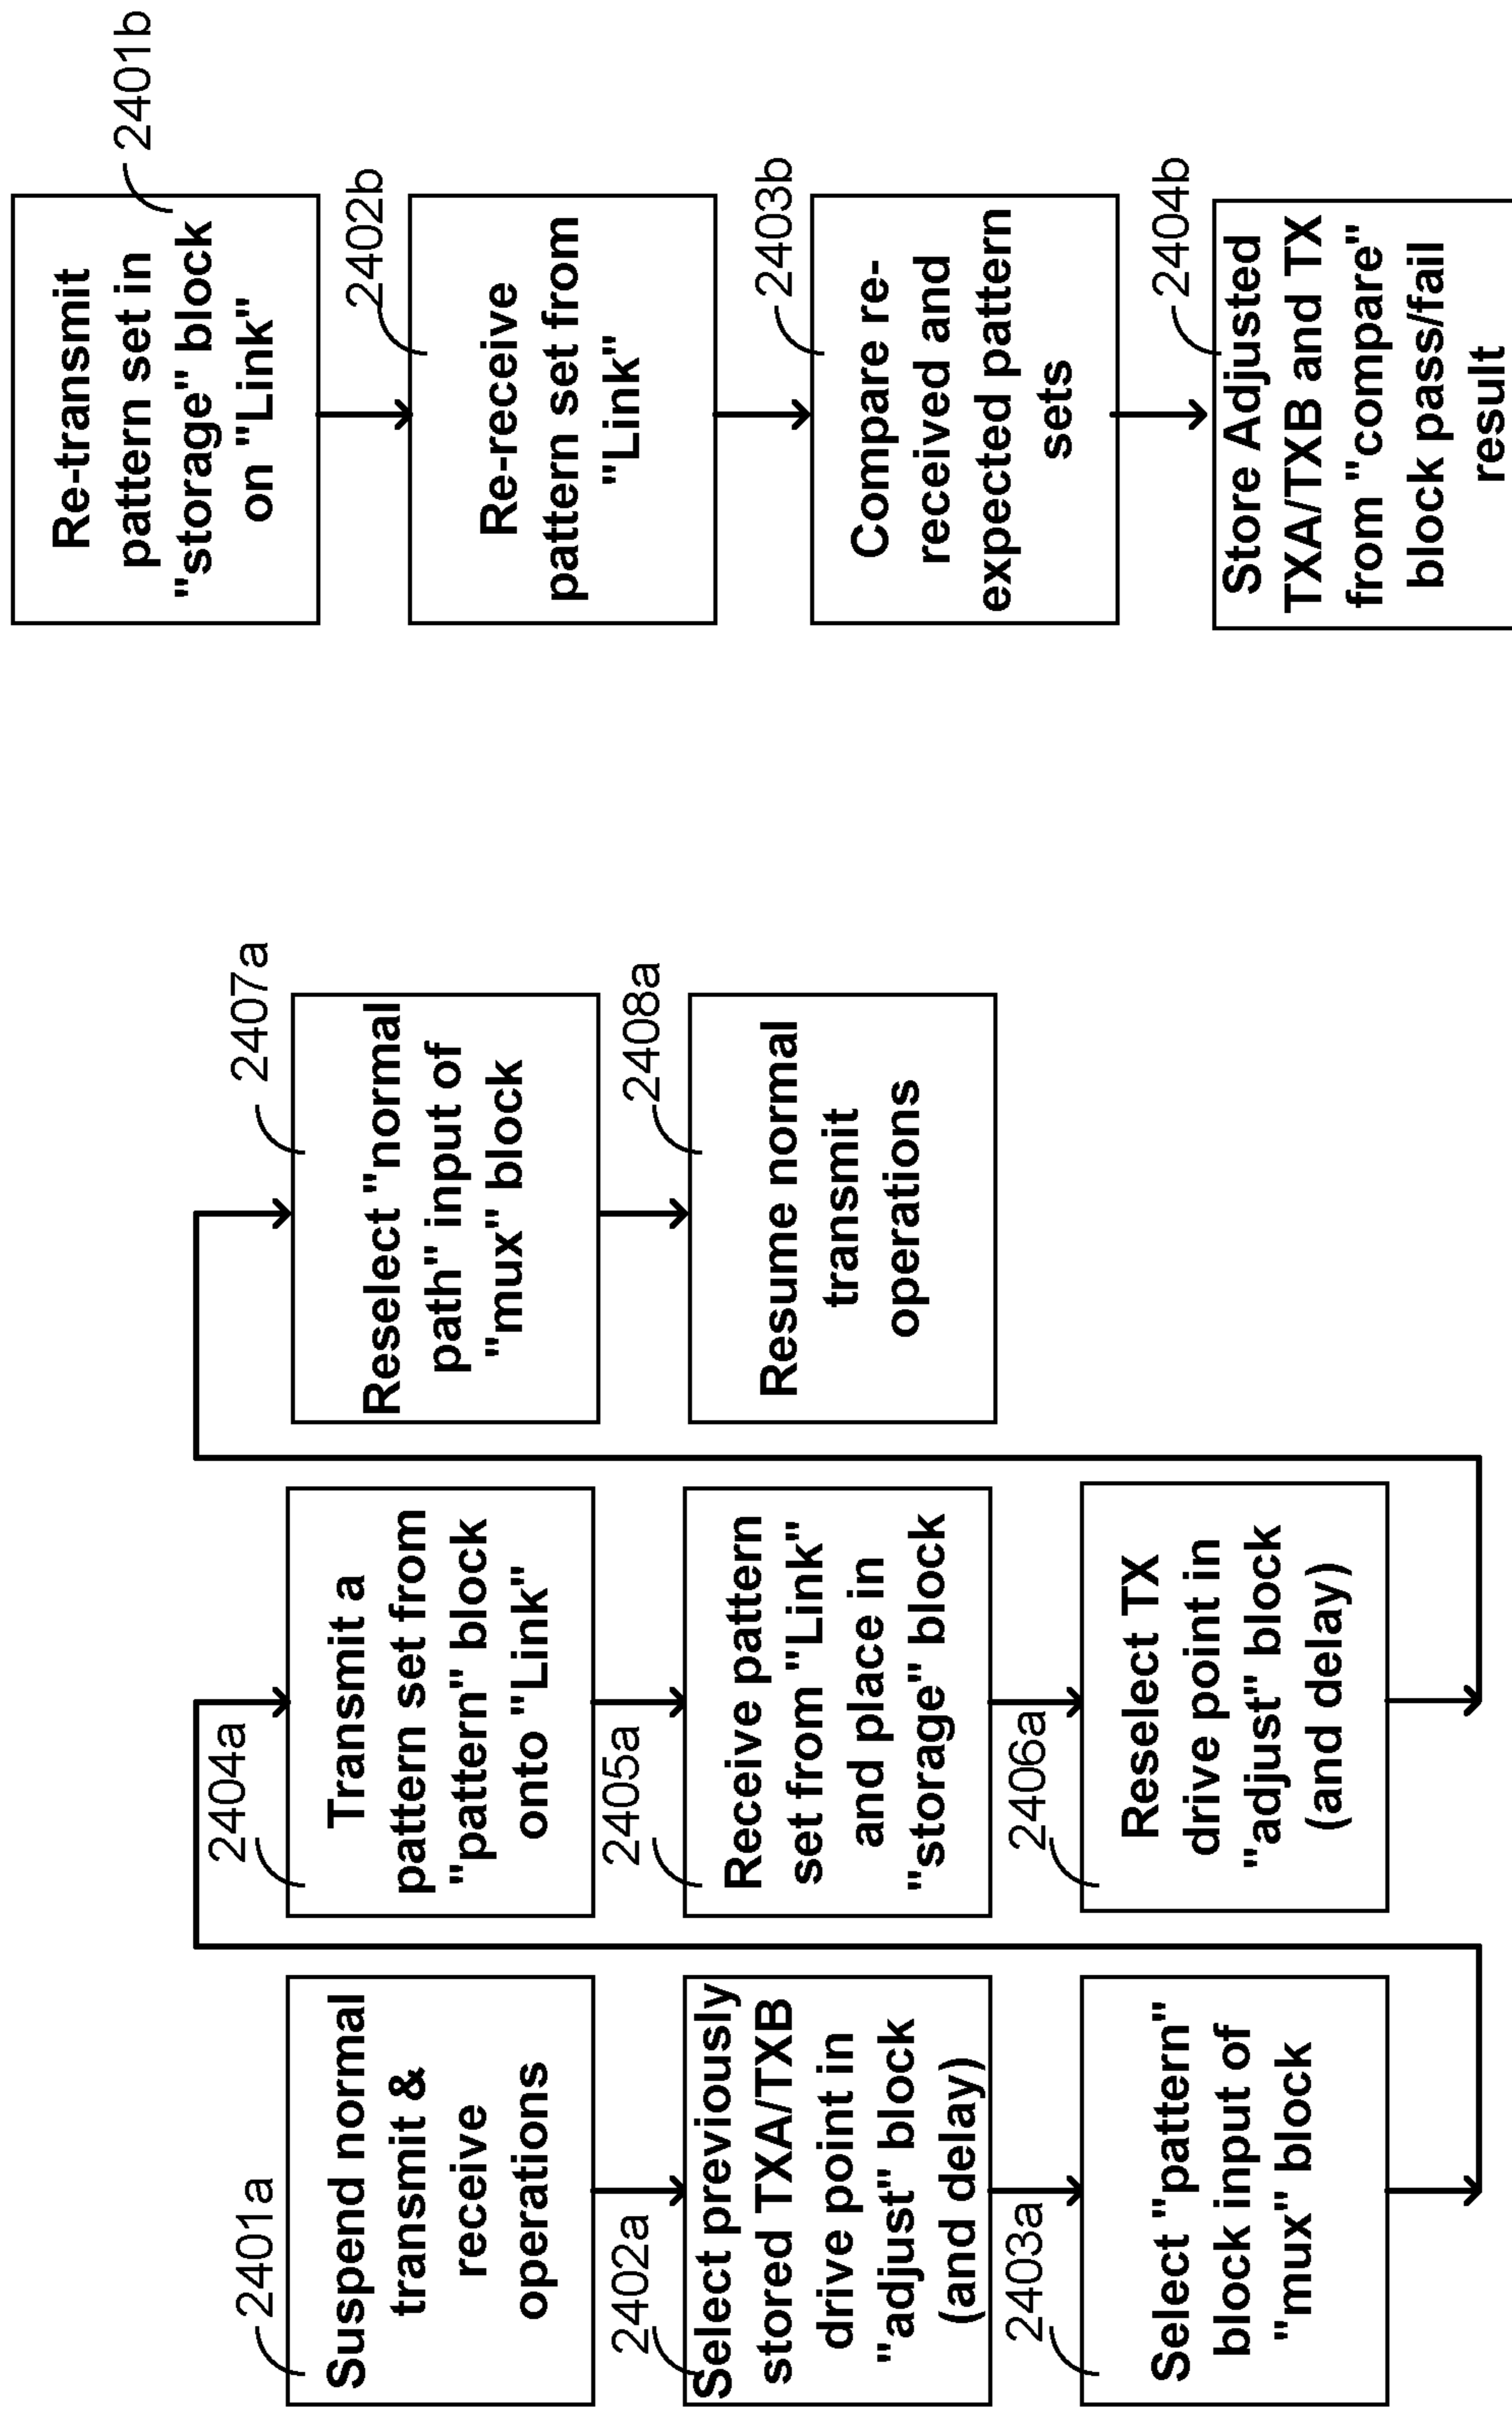 2401a
Suspend normal
transmit &
receive
operations
2402a
Select previously
stored TXA/TXB
drive point in
"adjust" block
(and delay)
2403a
Select "pattern"
block input of
"mux" block
2404a
Transmit a
pattern set from
"pattern" block
onto "Link"
2405a
Receive pattern
set from "Link"
and place in
"storage" block
2406a
Reselect TX
drive point in
"adjust" block
(and delay)
2407a
Reselect "normal
path" input of
"mux" block
2408a
Resume normal
transmit
operations
2401b
Re-transmit
pattern set in
"storage" block
on "Link"
2402b
Re-receive
pattern set from
"Link"
2403b
Compare re-
received and
expected pattern
sets
2404b
Store Adjusted
TXA/TXB and TX
from "compare"
block pass/fail
result